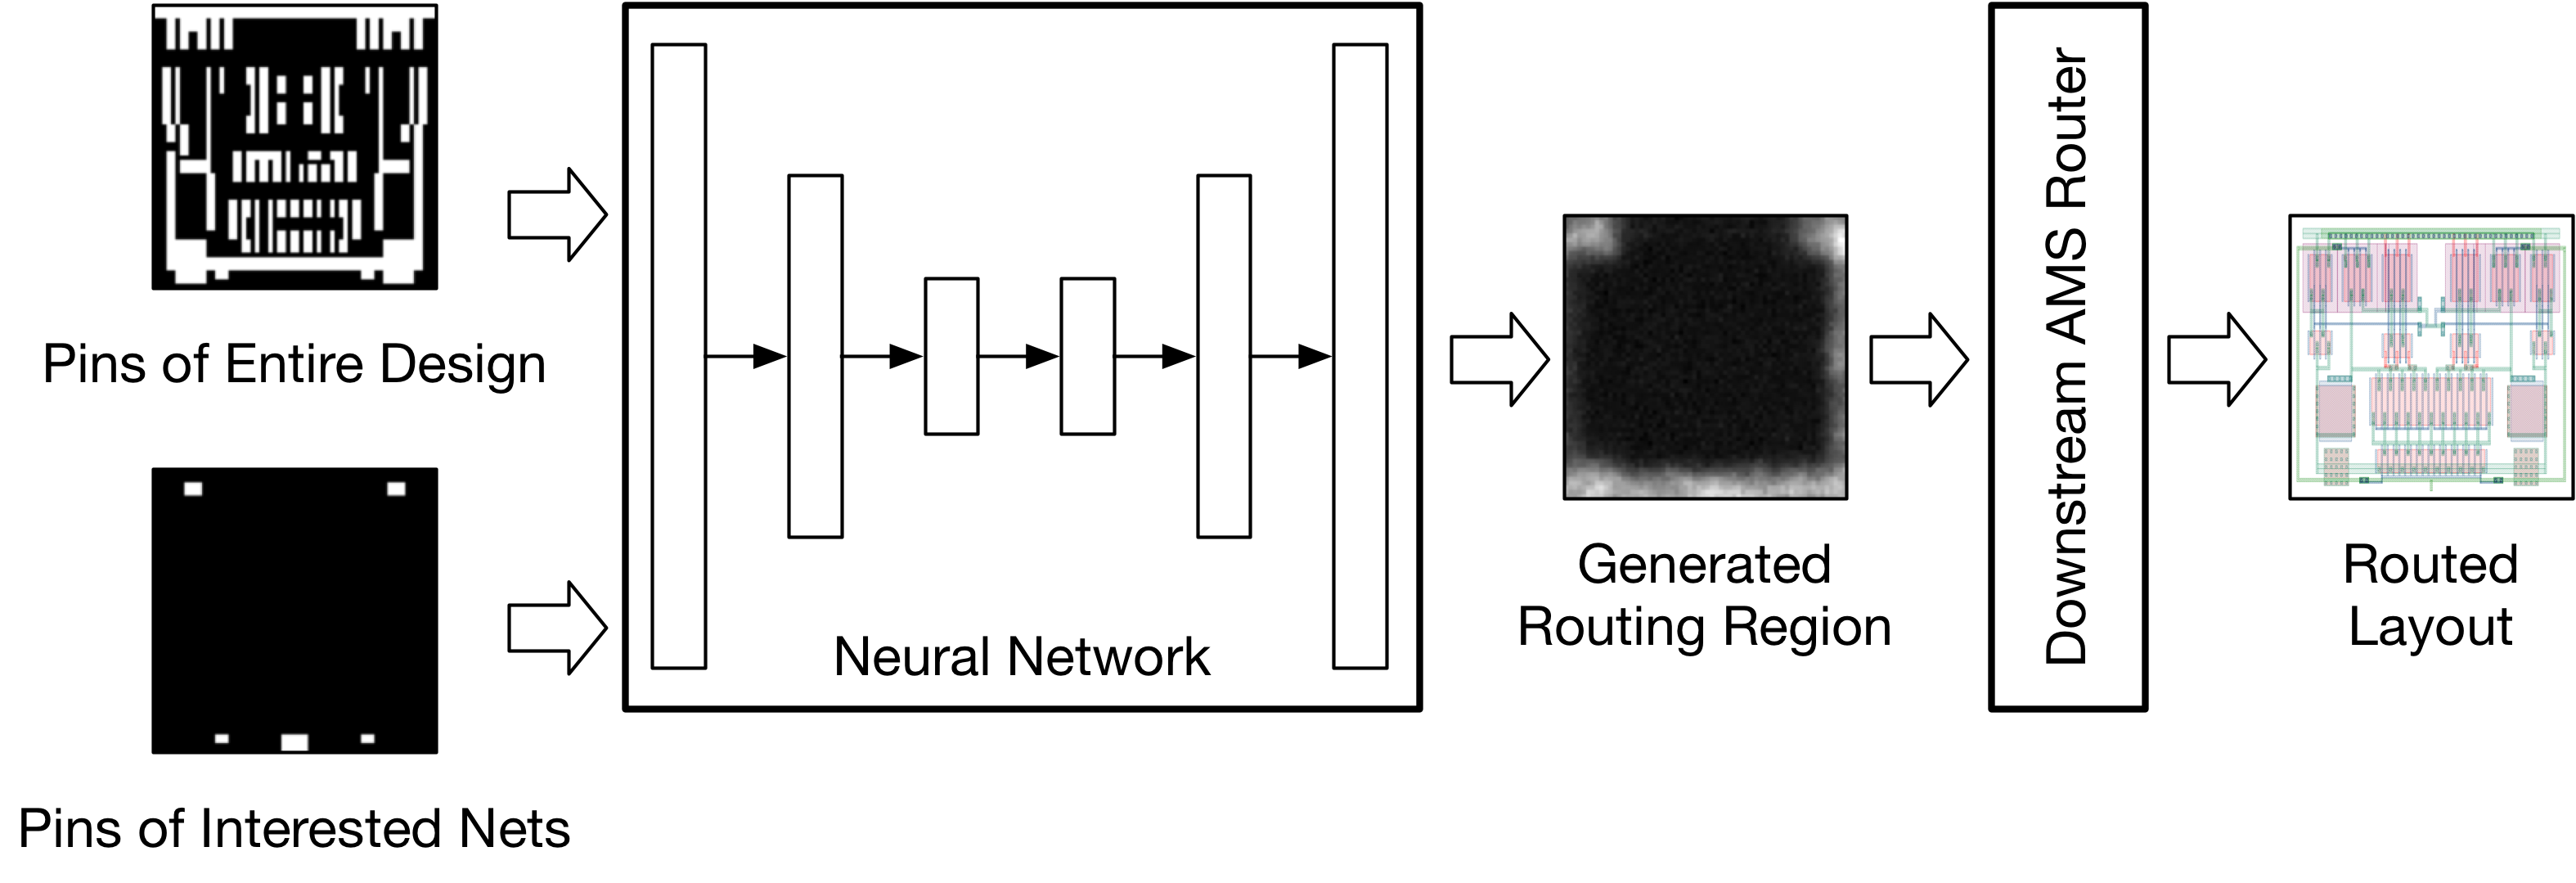 Pins of Entire Design
Pins of Interested Nets
Neural Network
Generated
Routing Region
Downstream AMS Router
Routed
Layout